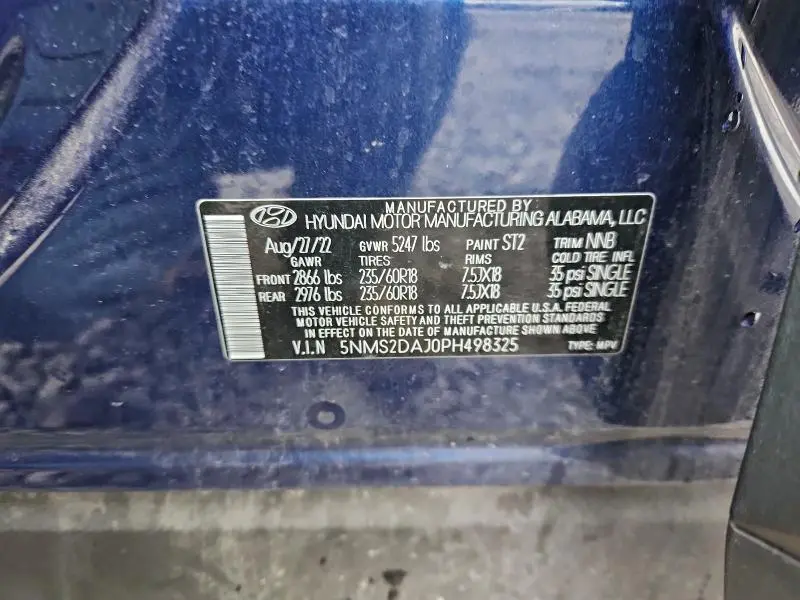 MANUFACTURED BY
HYUNDAI MOTOR MANUFACTURING ALABAMA, LLC
Aug/27/22 GVWR 5247 lbs PAINT ST2 TRIM NNB
GAWR TIRES RIMS COLD TIRE INFL
FRONT 2866 lbs 235/60R18 7.5JX18 35 psi SINGLE
REAR 2976 lbs 235/60R18 7.5JX18 35 psi SINGLE
THIS VEHICLE CONFORMS TO ALL APPLICABLE U.S.A. FEDERAL
MOTOR VEHICLE SAFETY AND THEFT PREVENTION STANDARDS
IN EFFECT ON THE DATE OF MANUFACTURE SHOWN ABOVE
V.I.N 5NMS2DAJ0PH498325 TYPE: MPV